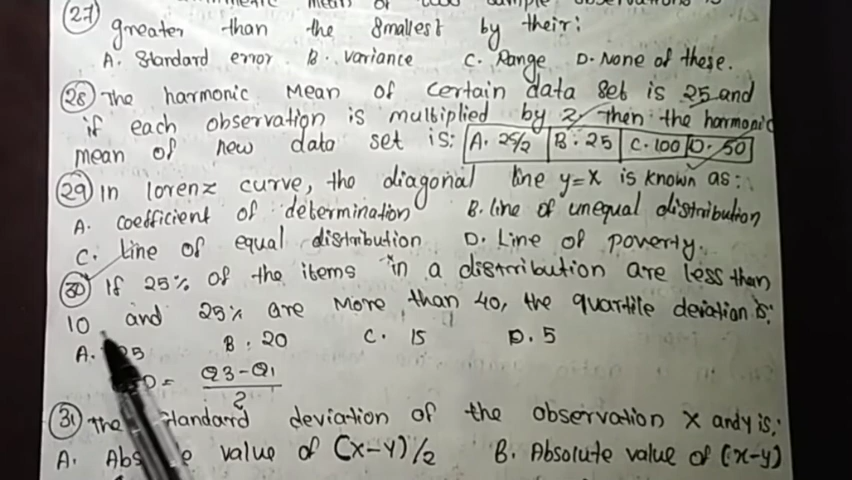 27) greater than the Smallest by their:
A. Standard error B. variance C. Range D. None of these.
28 The harmonic Mean of certain data Set is 25 and
if each observation is multiplied by 2. Then the harmonic
mean of new data set is: A. 25/2 B: 25 C. 100 D. 50
29 In lorenz curve, the diagonal line y=x is known as:
A. coefficient of determination B. line of unequal distribution
C. Line of equal distribution D. Line of poverty.
30 If 25% of the items in a distribution are less than
10 and 25% are more than 40, the quartile deviation is:
A. 25 B. 20 C. 15 D. 5
D = Q3-Q1
2
31 The standard deviation of the observation X and y is:
A. value of (x-y)/2 B. Absolute value of (x-y)